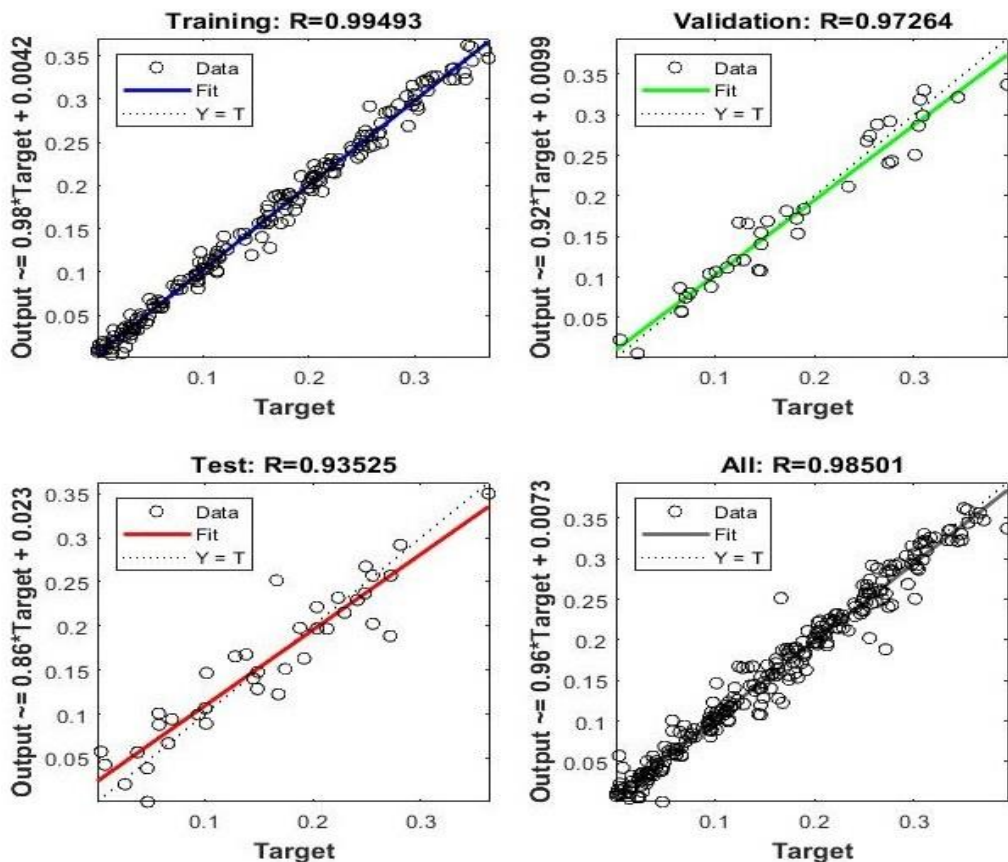 Training: R=0.99493
Output ~= 0.98*Target + 0.0042
0.35
0.3
0.25
0.2
0.15
0.1
0.05
Data
Fit
Y = T
0.1 0.2 0.3
Target
Validation: R=0.97264
Output ~= 0.92*Target + 0.0099
0.35
0.3
0.25
0.2
0.15
0.1
0.05
Data
Fit
Y = T
0.1 0.2 0.3
Target
Test: R=0.93525
Output ~= 0.86*Target + 0.023
0.35
0.3
0.25
0.2
0.15
0.1
0.05
Data
Fit
Y = T
0.1 0.2 0.3
Target
All: R=0.98501
Output ~= 0.96*Target + 0.0073
0.35
0.3
0.25
0.2
0.15
0.1
0.05
Data
Fit
Y = T
0.1 0.2 0.3
Target